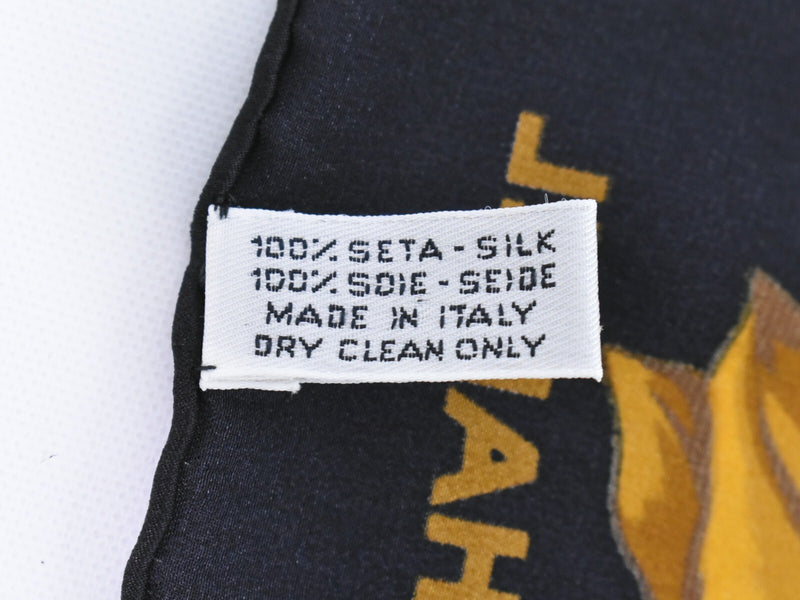 100% SETA - SILK
100% SOIE - SEIDE
MADE IN ITALY
DRY CLEAN ONLY